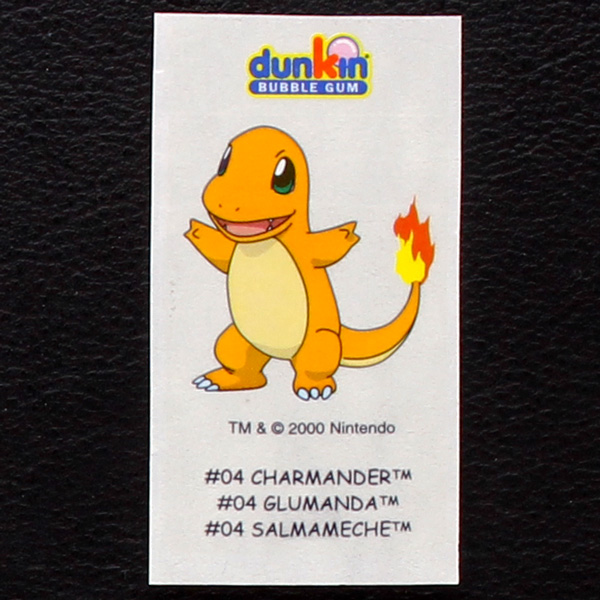 dunkin
BUBBLE GUM
TM & © 2000 Nintendo
#04 CHARMANDER™
#04 GLUMANDA™
#04 SALMAMECHE™